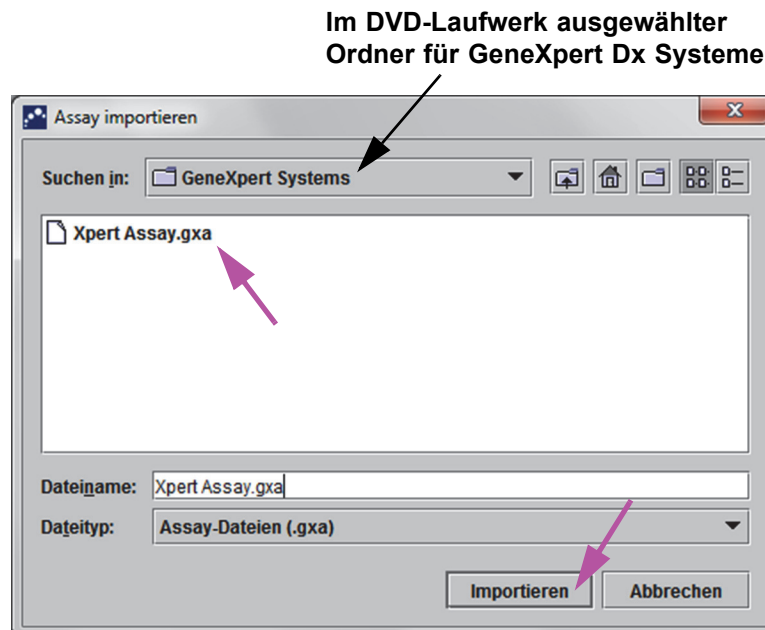 Im DVD-Laufwerk ausgewählter
Ordner für GeneXpert Dx Systeme
Assay importieren
Suchen in: GeneXpert Systems
Xpert Assay.gxa
Dateiname: Xpert Assay.gxa
Dateityp: Assay-Dateien (.gxa)
Importieren Abbrechen